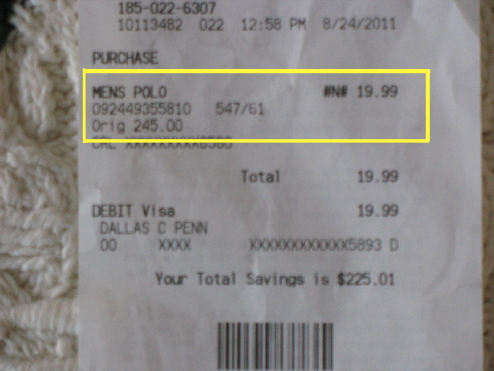 185-022-6307
10113482 022 12:58 PM 8/24/2011
PURCHASE
MENS POLO #N# 19.99
092449355810 547/61
Orig 245.00
CRL XXXXXXXXX8580
Total 19.99
DEBIT Visa 19.99
DALLAS C PENN
00 XXXX XXXXXXXXXXXX5893 D
Your Total Savings is $225.01